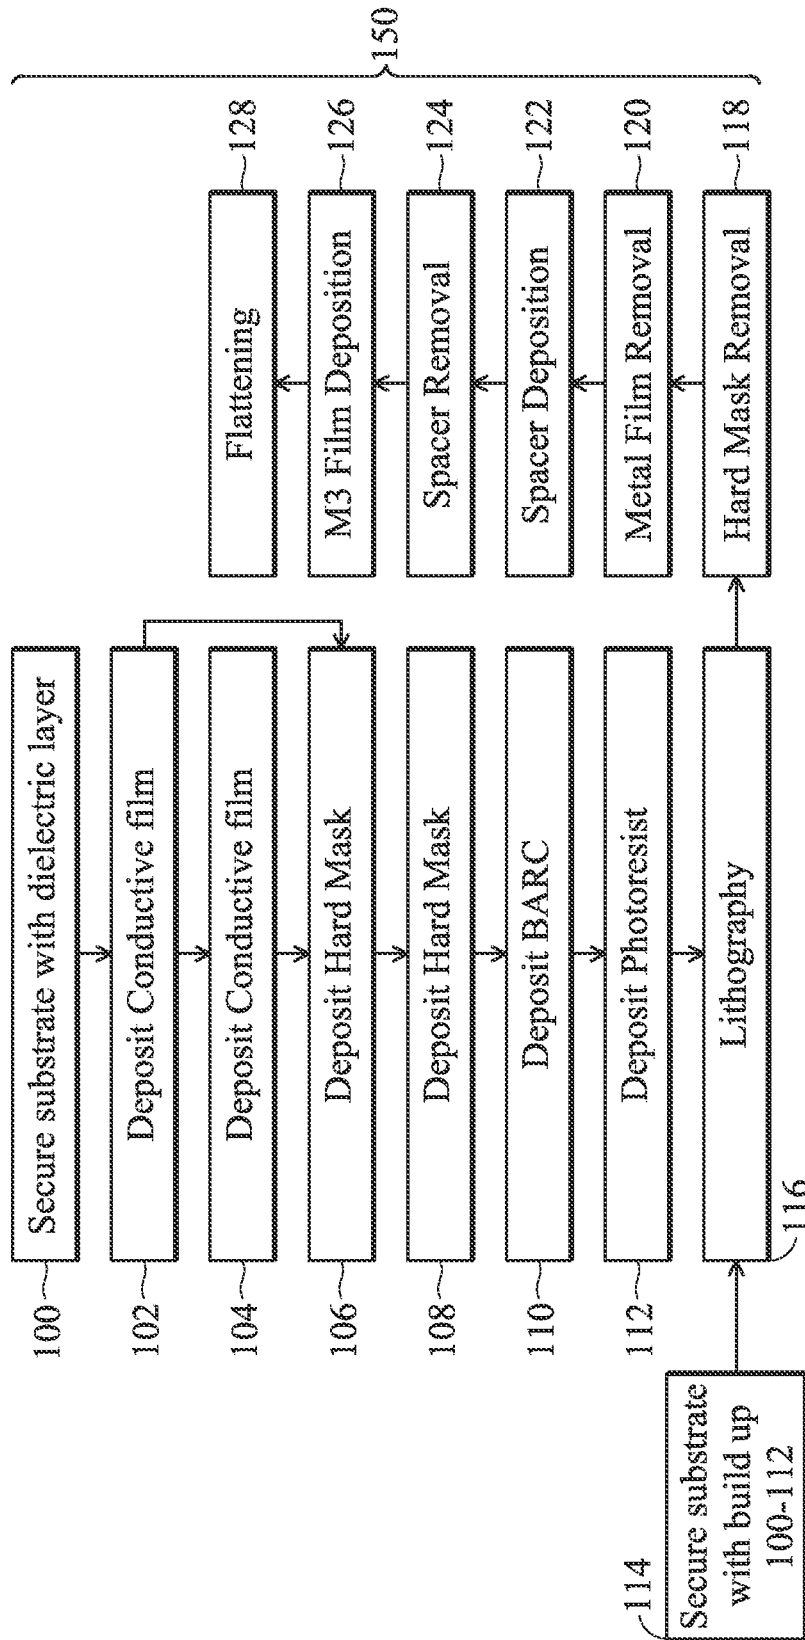 100
Secure substrate with dielectric layer
102
Deposit Conductive film
104
Deposit Conductive film
106
Deposit Hard Mask
108
Deposit Hard Mask
110
Deposit BARC
112
Deposit Photoresist
114
Secure substrate
with build up
100-112
Lithography
116
Flattening
128
M3 Film Deposition
126
Spacer Removal
124
Spacer Deposition
122
Metal Film Removal
120
Hard Mask Removal
118
150